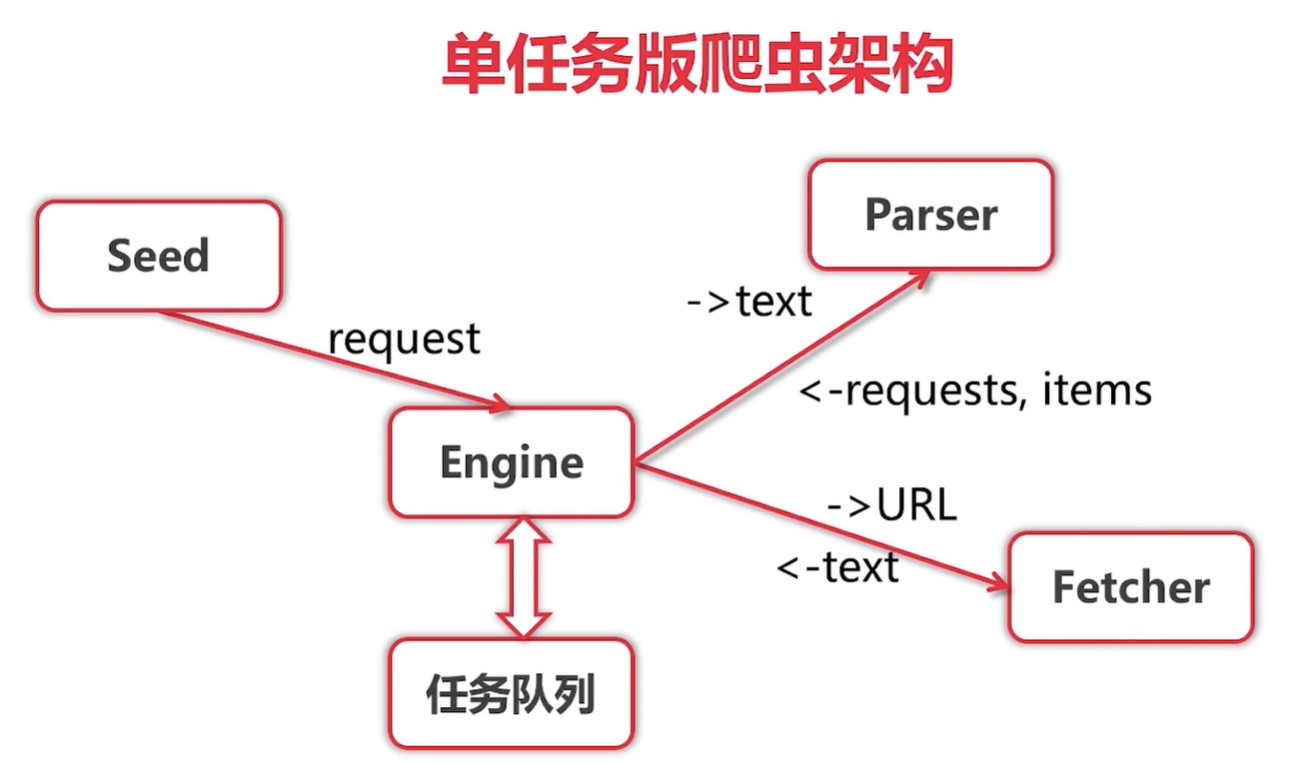 单任务版爬虫架构
Seed
Parser
->text
request
<-requests, items
Engine
->URL
<-text
Fetcher
任务队列